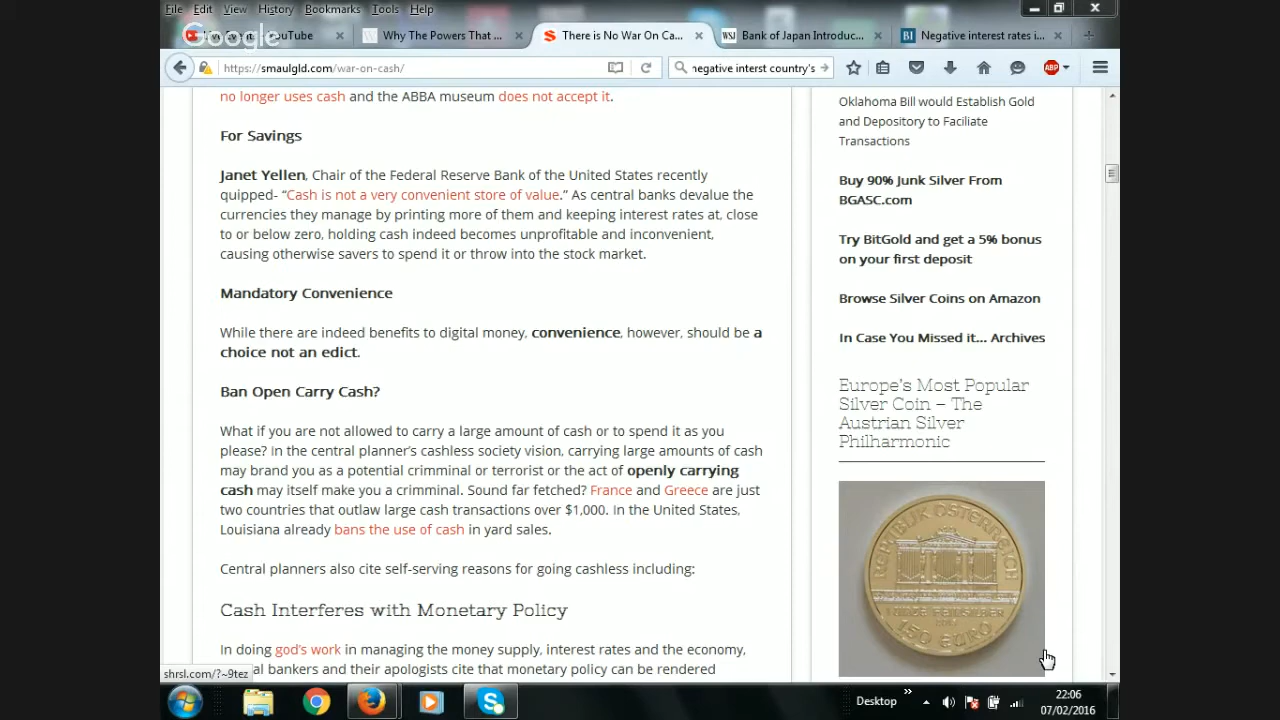 File Edit View History Bookmarks Tools Help
Google
YouTube
Why The Powers That ...
There is No War On Ca...
WSJ Bank of Japan Introduc...
BI Negative interest rates i...
https://smaulgld.com/war-on-cash/
negative interst country's
ABP
no longer uses cash and the ABBA museum does not accept it.
For Savings
Janet Yellen, Chair of the Federal Reserve Bank of the United States recently
quipped- “Cash is not a very convenient store of value.” As central banks devalue the
currencies they manage by printing more of them and keeping interest rates at, close
to or below zero, holding cash indeed becomes unprofitable and inconvenient,
causing otherwise savers to spend it or throw into the stock market.
Mandatory Convenience
While there are indeed benefits to digital money, convenience, however, should be a
choice not an edict.
Ban Open Carry Cash?
What if you are not allowed to carry a large amount of cash or to spend it as you
please? In the central planner’s cashless society vision, carrying large amounts of cash
may brand you as a potential crimminal or terrorist or the act of openly carrying
cash may itself make you a crimminal. Sound far fetched? France and Greece are just
two countries that outlaw large cash transactions over $1,000. In the United States,
Louisiana already bans the use of cash in yard sales.
Central planners also cite self-serving reasons for going cashless including:
Cash Interferes with Monetary Policy
In doing god’s work in managing the money supply, interest rates and the economy,
al bankers and their apologists cite that monetary policy can be rendered
Oklahoma Bill would Establish Gold
and Depository to Faciliate
Transactions
Buy 90% Junk Silver From
BGASC.com
Try BitGold and get a 5% bonus
on your first deposit
Browse Silver Coins on Amazon
In Case You Missed it... Archives
Europe’s Most Popular
Silver Coin – The
Austrian Silver
Philharmonic
REPUBLIK ÖSTERREICH
1,50 EURO
shrsl.com/?~9tez
Desktop
22:06
07/02/2016